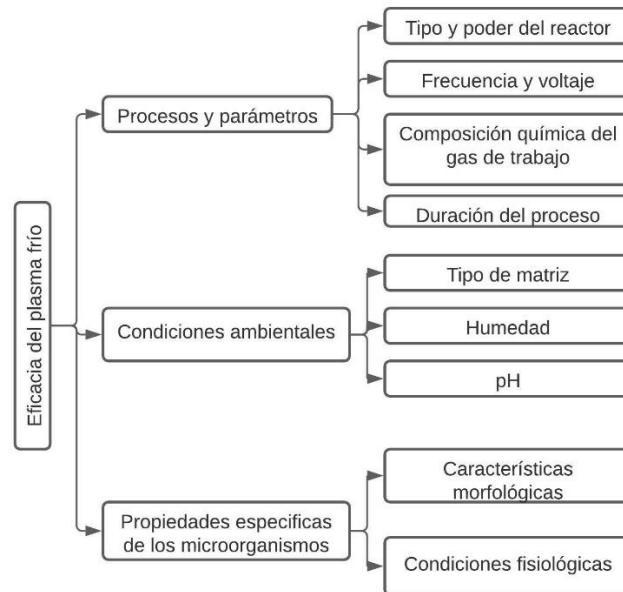 Eficacia del plasma frío
Procesos y parámetros
Tipo y poder del reactor
Frecuencia y voltaje
Composición química del
gas de trabajo
Duración del proceso
Condiciones ambientales
Tipo de matriz
Humedad
pH
Propiedades especificas
de los microorganismos
Características
morfológicas
Condiciones fisiológicas